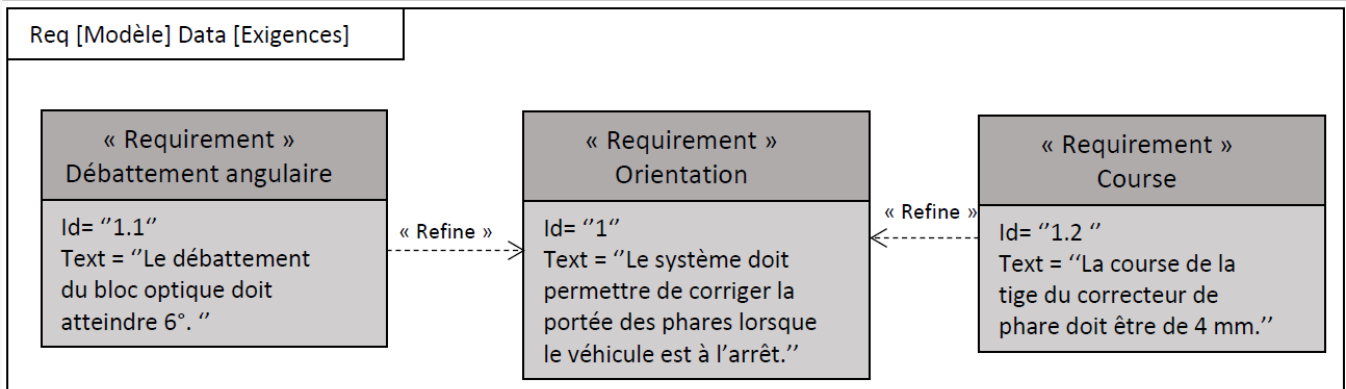 Req [Modèle] Data [Exigences]
« Requirement »
Débattement angulaire
Id= ‘’1.1’’
Text = ‘’Le débattement
du bloc optique doit
atteindre 6°. ‘’
« Refine »
« Requirement »
Orientation
Id= ‘’1’’
Text = ‘’Le système doit
permettre de corriger la
portée des phares lorsque
le véhicule est à l’arrêt.’’
« Refine »
« Requirement »
Course
Id= ‘’1.2 ‘’
Text = ‘’La course de la
tige du correcteur de
phare doit être de 4 mm.’’